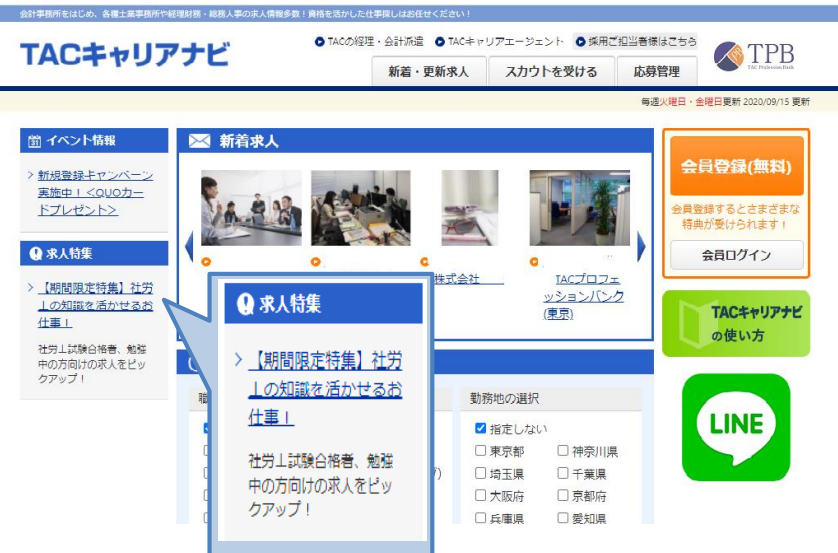 会計事務所をはじめ、各種士業事務所や経理財務・総務人事の求人情報多数！資格を活かした仕事探しはお任せください！
TACキャリアナビ
TACの経理・会計派遣
TACキャリアエージェント
採用ご担当者様はこちら
新着・更新求人
スカウトを受ける
応募管理
TPB
TAC Profession Bank
毎週火曜日・金曜日更新 2020/09/15 更新
イベント情報
新規登録キャンペーン
実施中！＜QUOカー
ドプレゼント＞
求人特集
【期間限定特集】社労
士の知識を活かせるお
仕事！
社労士試験合格者、勉強
中の方向けの求人をピッ
クアップ！
新着求人
株式会社
TACプロフェ
ッションバンク
(東京)
求人特集
【期間限定特集】社労
士の知識を活かせるお
仕事！
社労士試験合格者、勉強
中の方向けの求人をピッ
クアップ！
勤務地の選択
指定しない
東京都
神奈川県
埼玉県
千葉県
大阪府
京都府
兵庫県
愛知県
会員登録(無料)
会員登録するとさまざまな
特典が受けられます！
会員ログイン
TACキャリアナビ
の使い方
LINE